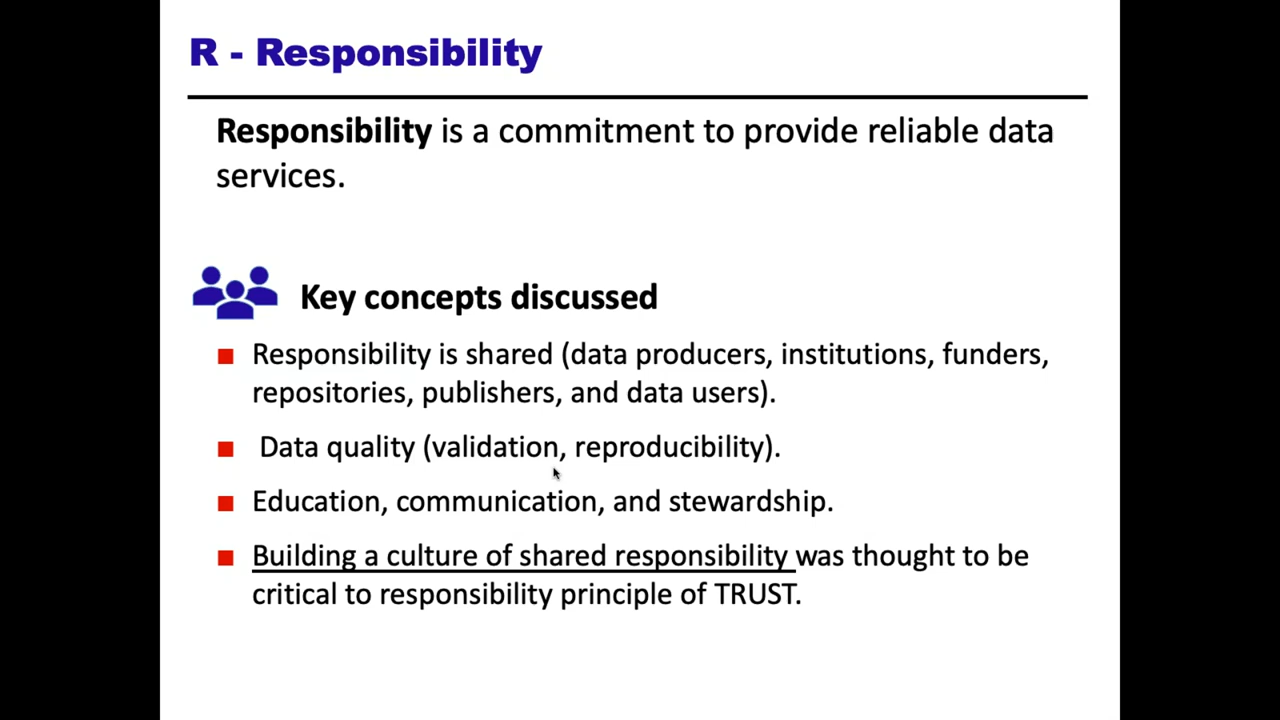 R - Responsibility
Responsibility is a commitment to provide reliable data
services.
Key concepts discussed
Responsibility is shared (data producers, institutions, funders,
repositories, publishers, and data users).
Data quality (validation, reproducibility).
Education, communication, and stewardship.
Building a culture of shared responsibility was thought to be
critical to responsibility principle of TRUST.